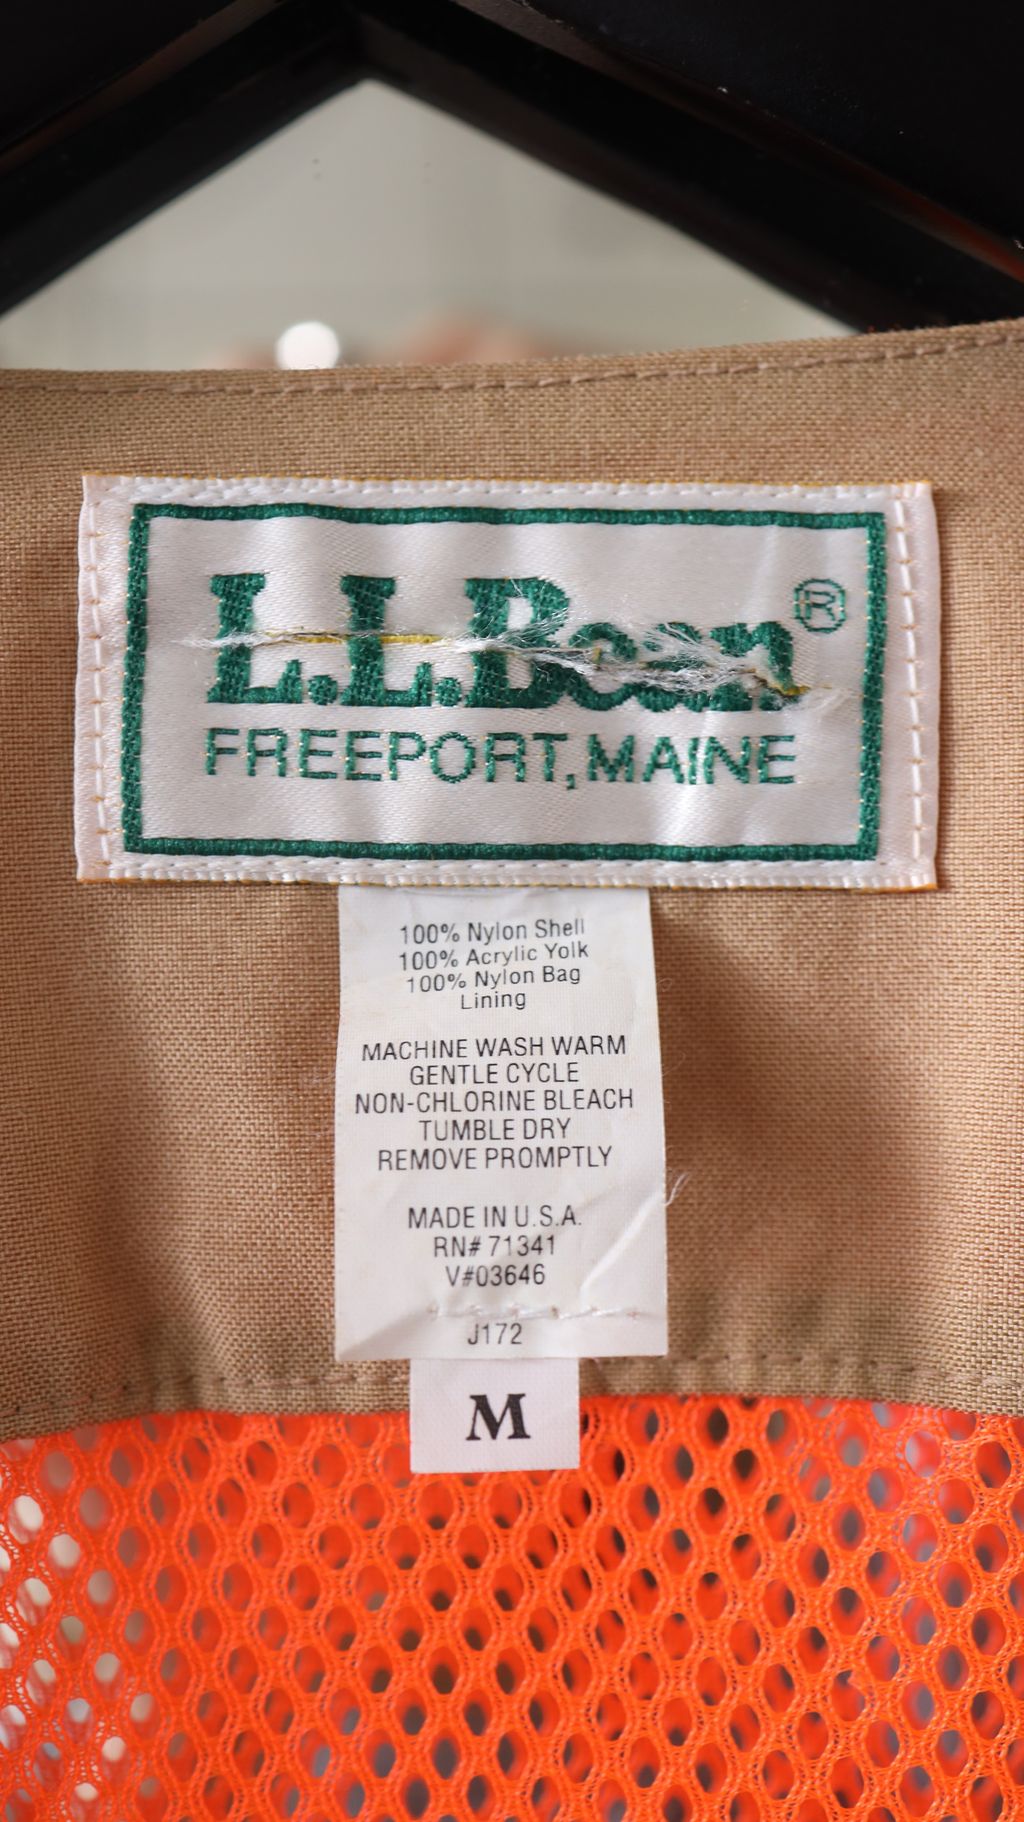 L.L.Bean®
FREEPORT, MAINE
100% Nylon Shell
100% Acrylic Yolk
100% Nylon Bag
Lining
MACHINE WASH WARM
GENTLE CYCLE
NON-CHLORINE BLEACH
TUMBLE DRY
REMOVE PROMPTLY
MADE IN U.S.A.
RN# 71341
V#03646
J172
M